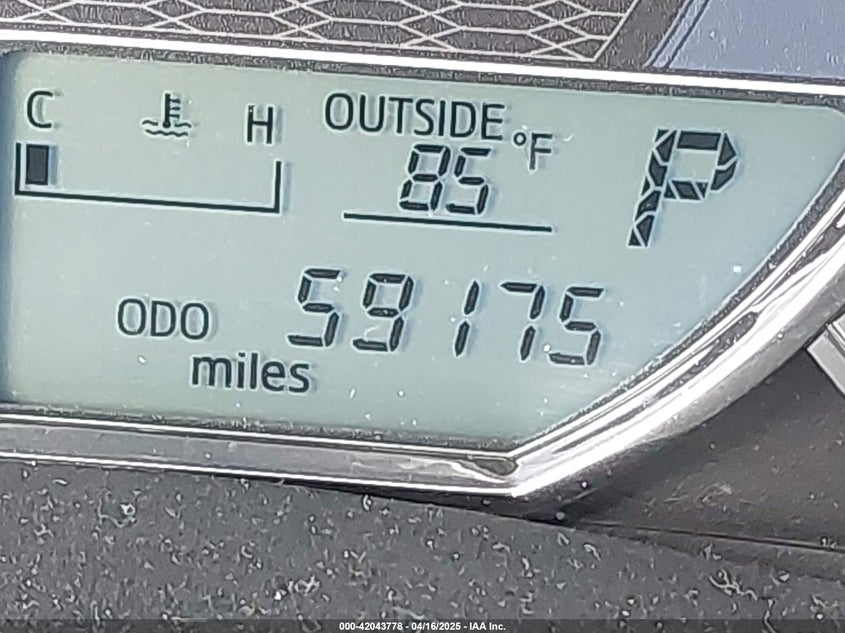 C H OUTSIDE °F
85 P
ODO 59175
miles
000-42043778 - 04/16/2025 - IAA Inc.